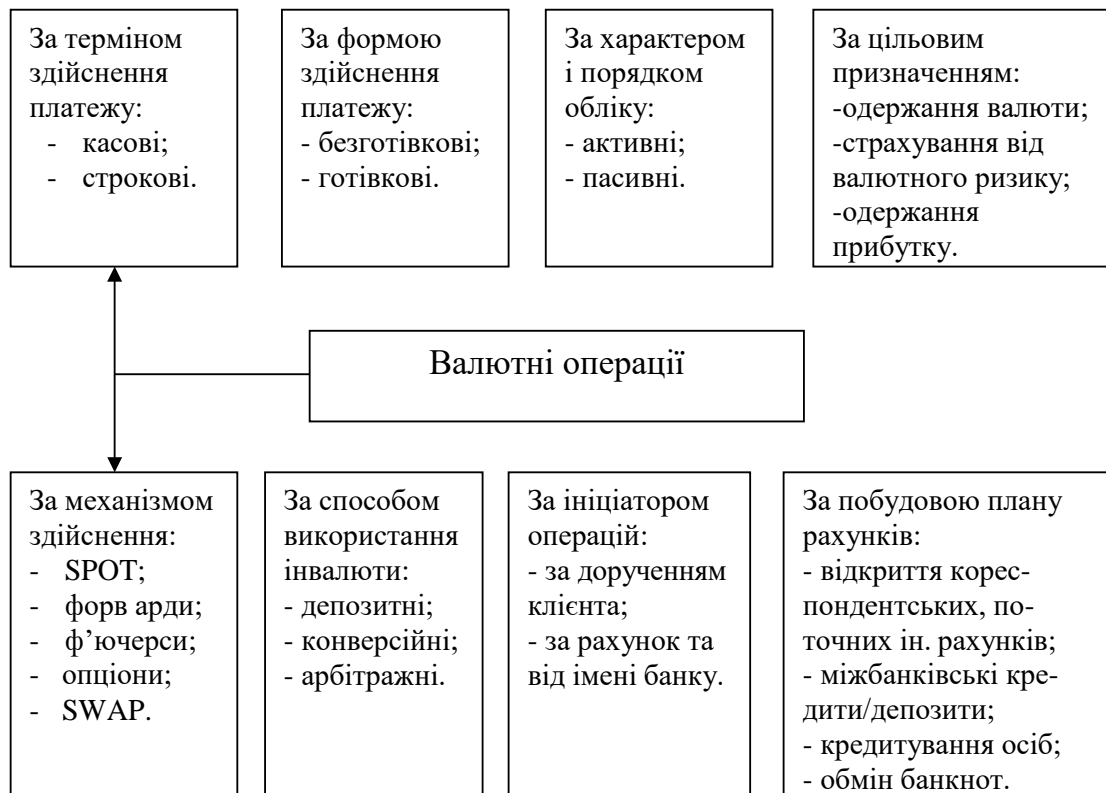 За терміном
здійснення
платежу:
- касові;
- строкові.
За формою
здійснення
платежу:
- безготівкові;
- готівкові.
За характером
і порядком
обліку:
- активні;
- пасивні.
За цільовим
призначенням:
-одержання валюти;
-страхування від
валютного ризику;
-одержання
прибутку.
Валютні операції
За механізмом
здійснення:
- SPOT;
- форв арди;
- ф’ючерси;
- опціони;
- SWAP.
За способом
використання
інвалюти:
- депозитні;
- конверсійні;
- арбітражні.
За ініціатором
операцій:
- за дорученням
клієнта;
- за рахунок та
від імені банку.
За побудовою плану
рахунків:
- відкриття корес-
пондентських, по-
точних ін. рахунків;
- міжбанківські кре-
дити/депозити;
- кредитування осіб;
- обмін банкнот.